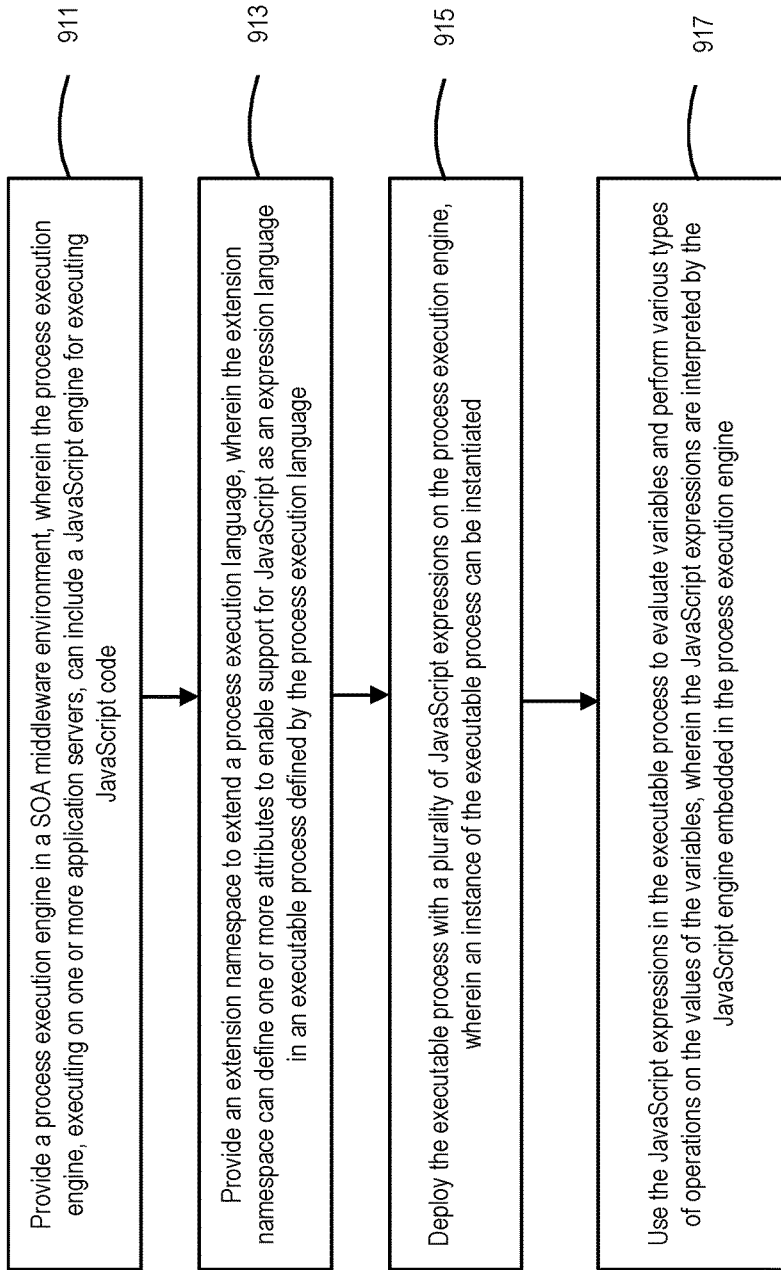 Provide a process execution engine in a SOA middleware environment, wherein the process execution
engine, executing on one or more application servers, can include a JavaScript engine for executing
JavaScript code
911
Provide an extension namespace to extend a process execution language, wherein the extension
namespace can define one or more attributes to enable support for JavaScript as an expression language
in an executable process defined by the process execution language
913
Deploy the executable process with a plurality of JavaScript expressions on the process execution engine,
wherein an instance of the executable process can be instantiated
915
Use the JavaScript expressions in the executable process to evaluate variables and perform various types
of operations on the values of the variables, wherein the JavaScript expressions are interpreted by the
JavaScript engine embedded in the process execution engine
917